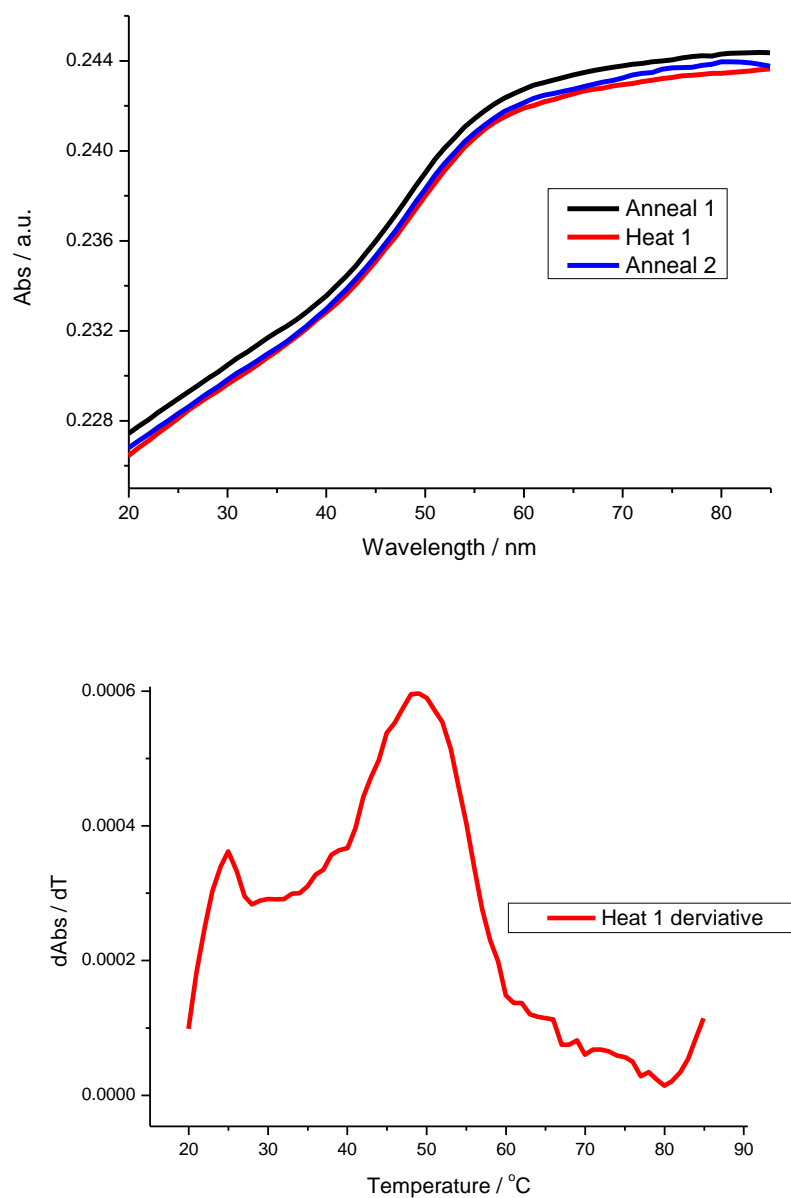 0.244
0.240
0.236
0.232
0.228
Abs / a.u.
Anneal 1
Heat 1
Anneal 2
20 30 40 50 60 70 80
Wavelength / nm
0.0006
0.0004
0.0002
0.0000
dAbs / dT
Heat 1 derviative
20 30 40 50 60 70 80 90
Temperature / °C